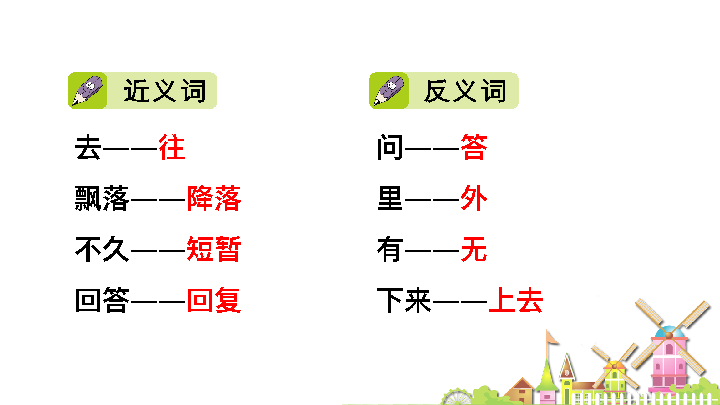 近义词
去——往
飘落——降落
不久——短暂
回答——回复
反义词
问——答
里——外
有——无
下来——上去